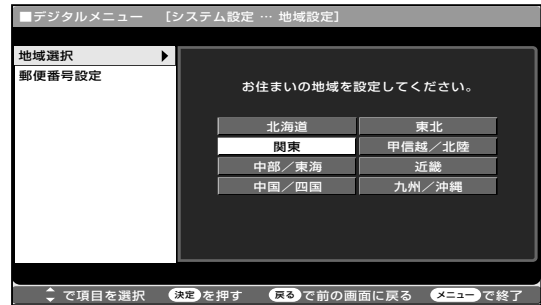 ■デジタルメニュー [システム設定 … 地域設定]
地域選択 ▶
郵便番号設定
お住まいの地域を設定してください。
北海道 東北
関東 甲信越／北陸
中部／東海 近畿
中国／四国 九州／沖縄
で項目を選択 決定 を押す 戻る で前の画面に戻る メニュー で終了